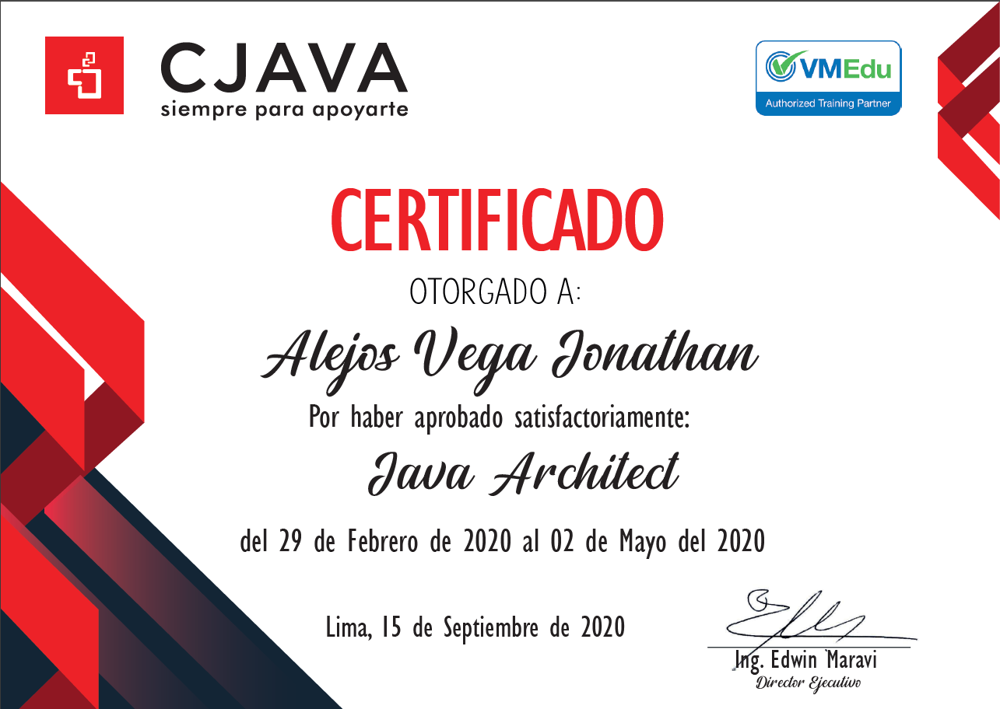 CJAVA
siempre para apoyarte
VMEdu
Authorized Training Partner
CERTIFICADO
OTORGADO A:
Alejos Vega Jonathan
Por haber aprobado satisfactoriamente:
Java Architect
del 29 de Febrero de 2020 al 02 de Mayo del 2020
Lima, 15 de Septiembre de 2020
Ing. Edwin Maravi
Director Ejecutivo